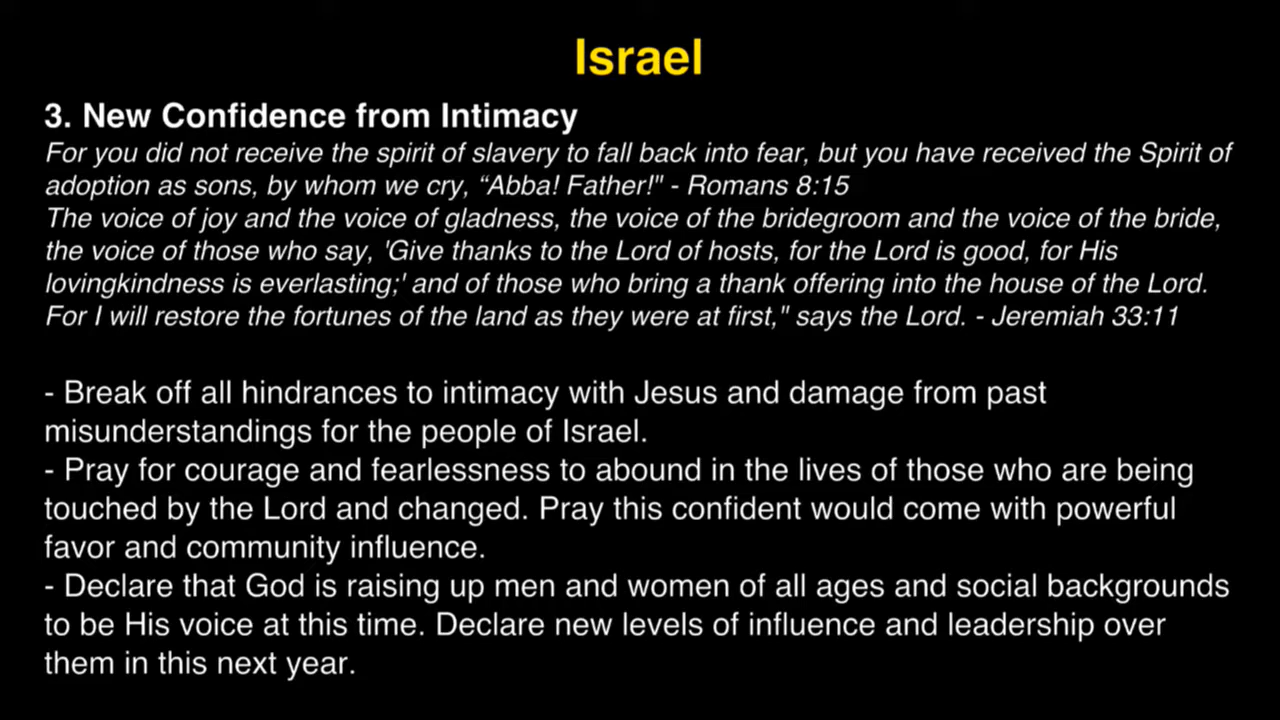 Israel
3. New Confidence from Intimacy
For you did not receive the spirit of slavery to fall back into fear, but you have received the Spirit of
adoption as sons, by whom we cry, “Abba! Father!" - Romans 8:15
The voice of joy and the voice of gladness, the voice of the bridegroom and the voice of the bride,
the voice of those who say, 'Give thanks to the Lord of hosts, for the Lord is good, for His
lovingkindness is everlasting;' and of those who bring a thank offering into the house of the Lord.
For I will restore the fortunes of the land as they were at first," says the Lord. - Jeremiah 33:11
- Break off all hindrances to intimacy with Jesus and damage from past
misunderstandings for the people of Israel.
- Pray for courage and fearlessness to abound in the lives of those who are being
touched by the Lord and changed. Pray this confident would come with powerful
favor and community influence.
- Declare that God is raising up men and women of all ages and social backgrounds
to be His voice at this time. Declare new levels of influence and leadership over
them in this next year.